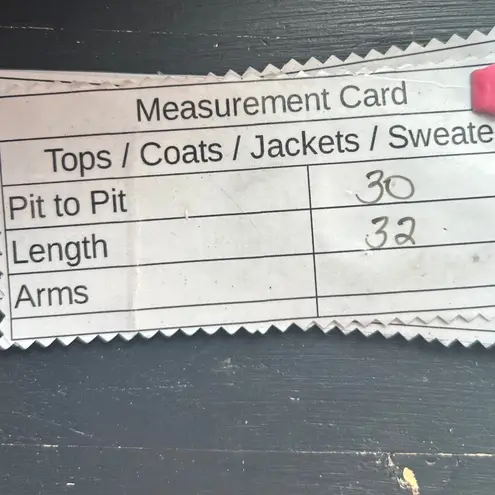 Measurement Card
Tops / Coats / Jackets / Sweate
Pit to Pit 30
Length 32
Arms